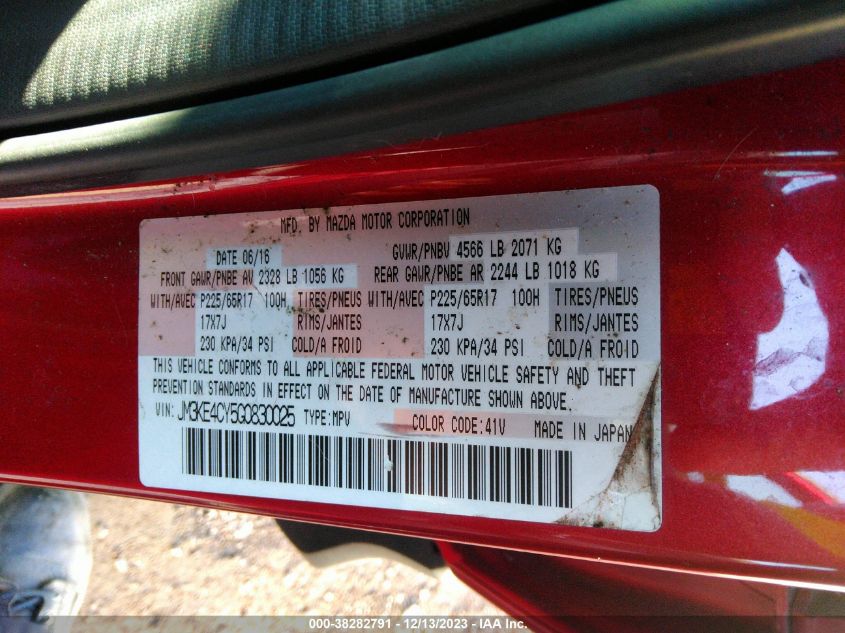 MFD. BY MAZDA MOTOR CORPORATION
DATE 06/16 GVWR/PNBV 4566 LB 2071 KG
FRONT GAWR/PNBE AV 2328 LB 1056 KG REAR GAWR/PNBE AR 2244 LB 1018 KG
WITH/AVEC P225/65R17 100H TIRES/PNEUS WITH/AVEC P225/65R17 100H TIRES/PNEUS
17X7J RIMS/JANTES 17X7J RIMS/JANTES
230 KPA/34 PSI COLD/A FROID 230 KPA/34 PSI COLD/A FROID
THIS VEHICLE CONFORMS TO ALL APPLICABLE FEDERAL MOTOR VEHICLE SAFETY AND THEFT
PREVENTION STANDARDS IN EFFECT ON THE DATE OF MANUFACTURE SHOWN ABOVE.
VIN: JM3KE4CY5G0830025 TYPE:MPV COLOR CODE:41V MADE IN JAPAN
000-38282791 - 12/13/2023 - IAA Inc.